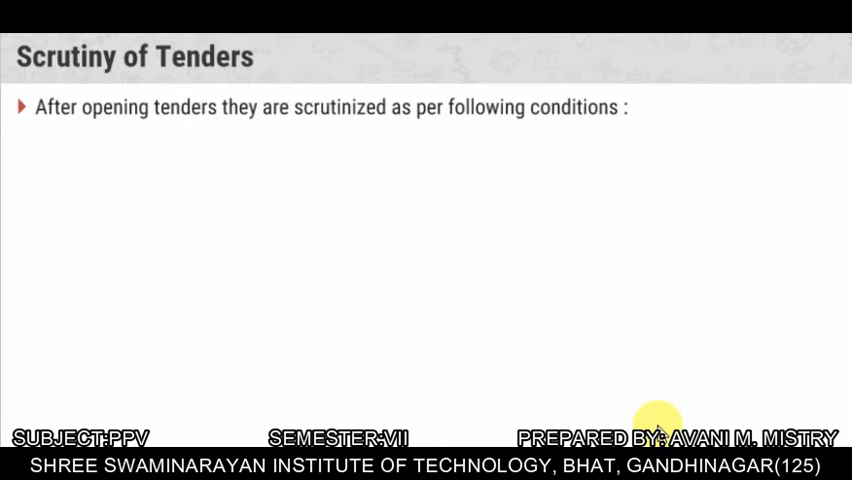 Scrutiny of Tenders
After opening tenders they are scrutinized as per following conditions :
SUBJECT:PPV SEMESTER:VII PREPARED BY: AVANI M. MISTRY
SHREE SWAMINARAYAN INSTITUTE OF TECHNOLOGY, BHAT, GANDHINAGAR(125)